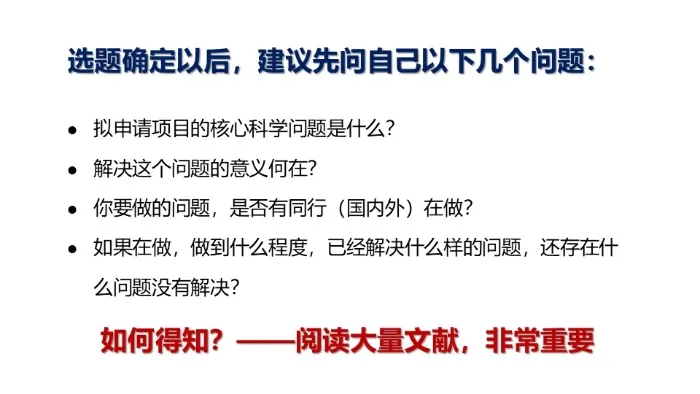 选题确定以后，建议先问自己以下几个问题：
● 拟申请项目的核心科学问题是什么？
● 解决这个问题的意义何在？
● 你要做的问题，是否有同行（国内外）在做？
● 如果在做，做到什么程度，已经解决什么样的问题，还存在什
么问题没有解决？
如何得知？——阅读大量文献，非常重要